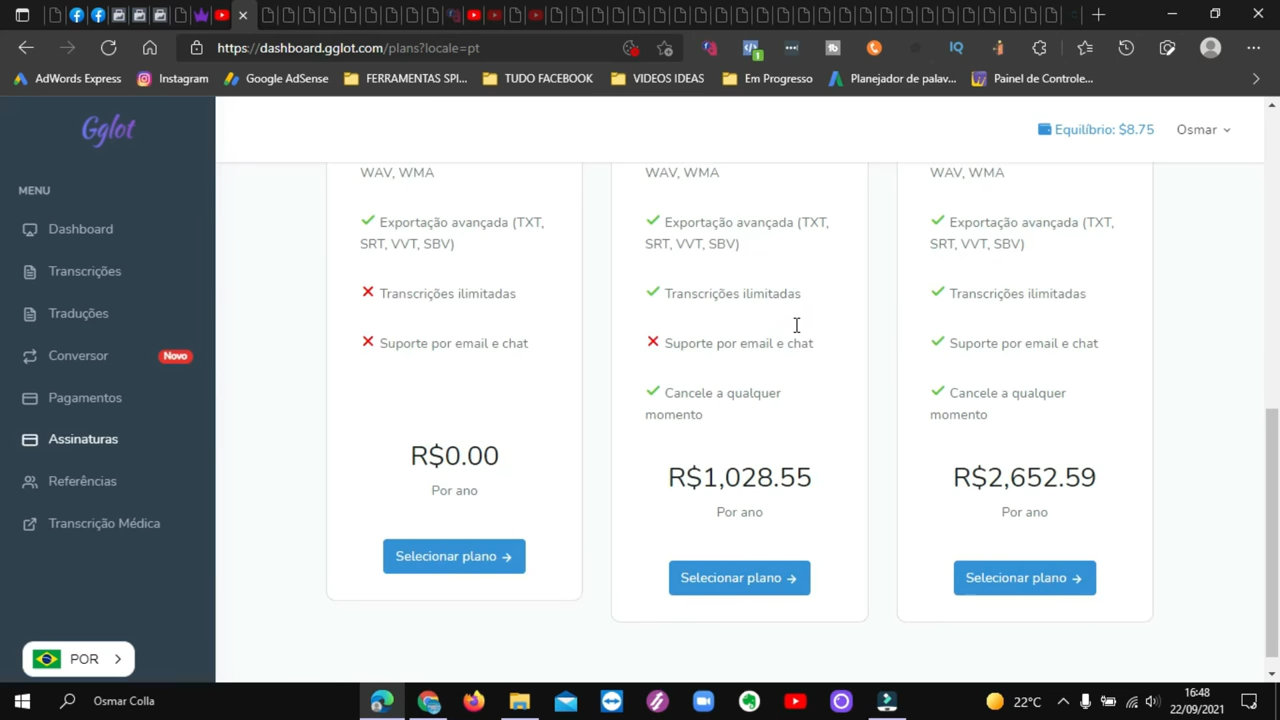 https://dashboard.gglot.com/plans?locale=pt
1
IQ
AdWords Express
Instagram
Google AdSense
FERRAMENTAS SPI...
TUDO FACEBOOK
VIDEOS IDEAS
Em Progresso
Planejador de palav...
Painel de Controle...
Gglot
Equilíbrio: $8.75
Osmar
MENU
Dashboard
Transcrições
Traduções
Conversor
Novo
Pagamentos
Assinaturas
Referências
Transcrição Médica
POR
WAV, WMA
Exportação avançada (TXT,
SRT, VVT, SBV)
Transcrições ilimitadas
Suporte por email e chat
R$0.00
Por ano
Selecionar plano →
WAV, WMA
Exportação avançada (TXT,
SRT, VVT, SBV)
Transcrições ilimitadas
Suporte por email e chat
Cancele a qualquer
momento
R$1,028.55
Por ano
Selecionar plano →
WAV, WMA
Exportação avançada (TXT,
SRT, VVT, SBV)
Transcrições ilimitadas
Suporte por email e chat
Cancele a qualquer
momento
R$2,652.59
Por ano
Selecionar plano →
Osmar Colla
22°C
16:48
22/09/2021